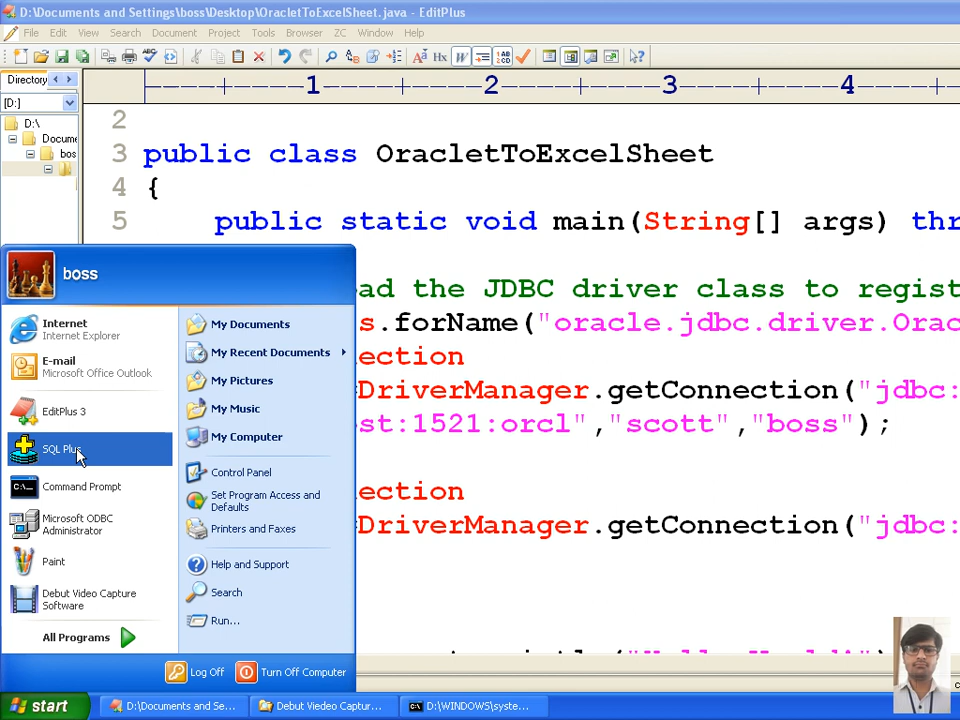 D:\Documents and Settings\boss\Desktop\OracletToExcelSheet.java - EditPlus
File Edit View Search Document Project Tools Browser ZC Window Help
Directory
[D:]
D:\
Docume
bos
1 2 3 4
2
3 public class OracletToExcelSheet
4 {
5 public static void main(String[] args) thr
ad the JDBC driver class to regist
s.forName("oracle.jdbc.driver.Orac
ection
DriverManager.getConnection("jdbc:
st:1521:orcl","scott","boss");
ection
DriverManager.getConnection("jdbc:
boss
Internet
Internet Explorer
E-mail
Microsoft Office Outlook
EditPlus 3
SQL Plus
Command Prompt
Microsoft ODBC
Administrator
Paint
Debut Video Capture
Software
All Programs
My Documents
My Recent Documents
My Pictures
My Music
My Computer
Control Panel
Set Program Access and
Defaults
Printers and Faxes
Help and Support
Search
Run...
Log Off
Turn Off Computer
start
D:\Documents and Se...
Debut Viedeo Captur...
D:\WINDOWS\syste...